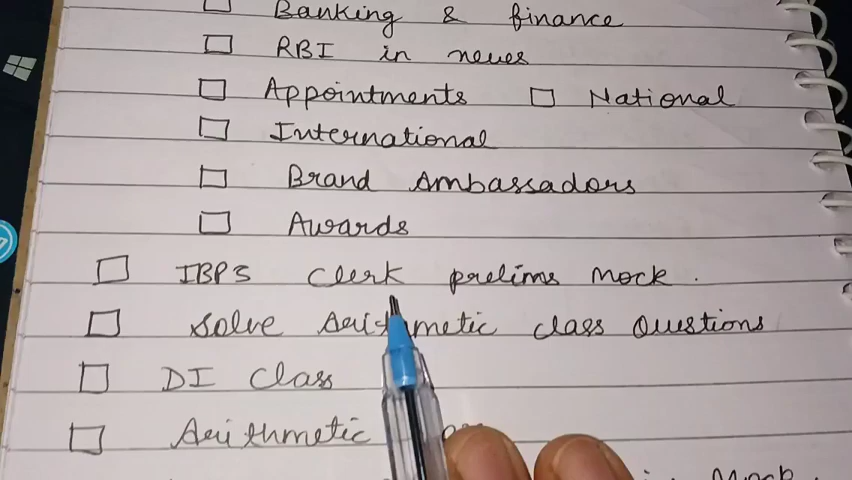 Banking & finance
RBI in news
Appointments National
International
Brand Ambassadors
Awards
IBPS Clerk prelims Mock.
Solve Arithmetic class Questions
DI Class
Arithmetic
Mock.